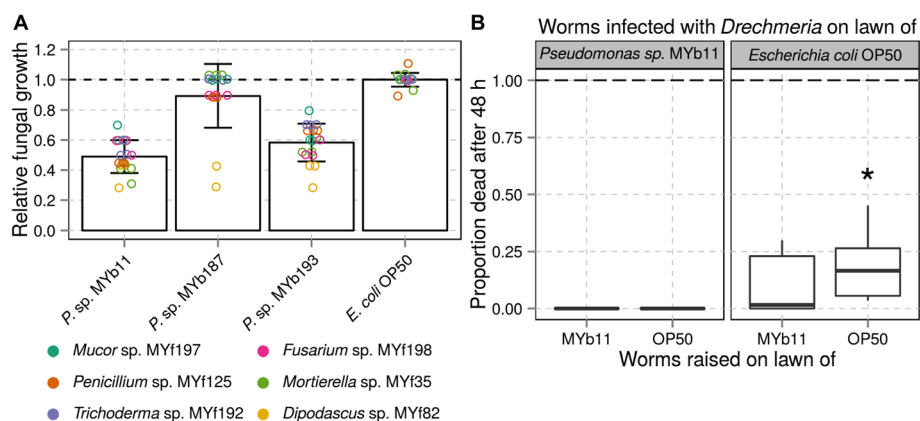 A
Relative fungal growth
1.2
1.0
0.8
0.6
0.4
0.2
0.0
P. sp. MYb11
P. sp. MYb187
P. sp. MYb193
E. coli OP50
Mucor sp. MYf197
Fusarium sp. MYf198
Penicillium sp. MYf125
Mortierella sp. MYf35
Trichoderma sp. MYf192
Dipodascus sp. MYf82
B
Worms infected with Drechmeria on lawn of
Pseudomonas sp. MYb11
Escherichia coli OP50
Proportion dead after 48 h
1.00
0.75
0.50
0.25
0.00
*
MYb11
OP50
MYb11
OP50
Worms raised on lawn of